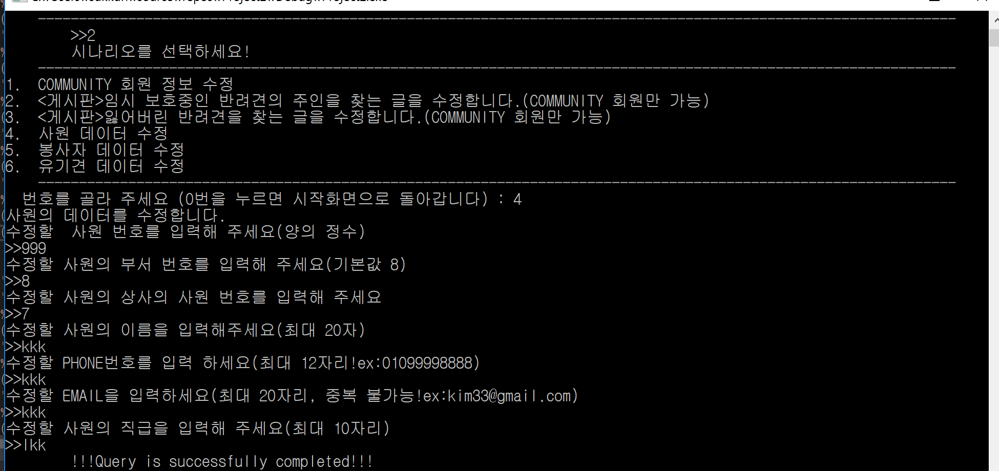 >>2
시나리오를 선택하세요!
1. COMMUNITY 회원 정보 수정
2. <게시판>임시 보호중인 반려견의 주인을 찾는 글을 수정합니다.(COMMUNITY 회원만 가능)
3. <게시판>잃어버린 반려견을 찾는 글을 수정합니다.(COMMUNITY 회원만 가능)
4. 사원 데이터 수정
5. 봉사자 데이터 수정
6. 유기견 데이터 수정
번호를 골라 주세요 (0번을 누르면 시작화면으로 돌아갑니다) : 4
사원의 데이터를 수정합니다.
수정할  사원 번호를 입력해 주세요(양의 정수)
>>999
수정할 사원의 부서 번호를 입력해 주세요(기본값 8)
>>8
수정할 사원의 상사의 사원 번호를 입력해 주세요
>>7
수정할 사원의 이름을 입력해주세요(최대 20자)
>>kkk
수정할 PHONE번호를 입력 하세요(최대 12자리!ex:01099998888)
>>kkk
수정할 EMAIL을 입력하세요(최대 20자리, 중복 불가능!ex:kim33@gmail.com)
>>kkk
수정할 사원의 직급을 입력해 주세요(최대 10자리)
>>lkk
!!!Query is successfully completed!!!